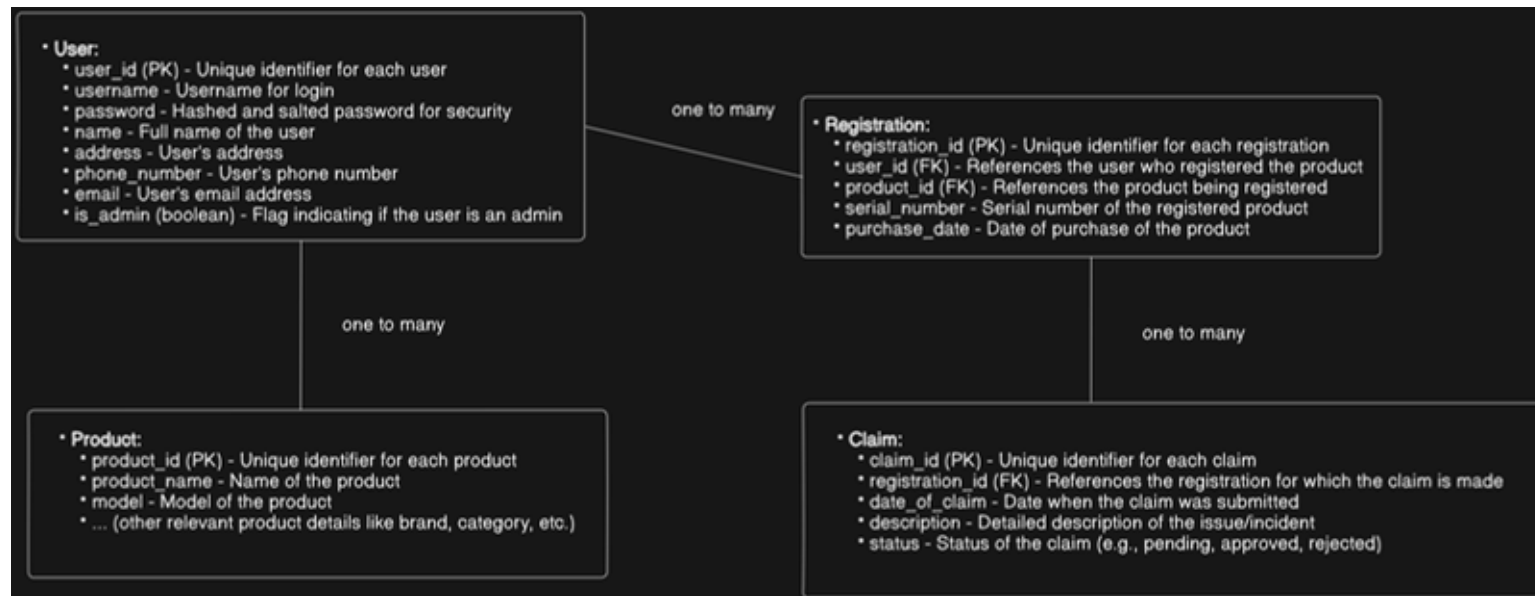 • User:
• user_id (PK) - Unique identifier for each user
• username - Username for login
• password - Hashed and salted password for security
• name - Full name of the user
• address - User's address
• phone_number - User's phone number
• email - User's email address
• is_admin (boolean) - Flag indicating if the user is an admin
one to many
• Registration:
• registration_id (PK) - Unique identifier for each registration
• user_id (FK) - References the user who registered the product
• product_id (FK) - References the product being registered
• serial_number - Serial number of the registered product
• purchase_date - Date of purchase of the product
one to many
one to many
• Product:
• product_id (PK) - Unique identifier for each product
• product_name - Name of the product
• model - Model of the product
• ... (other relevant product details like brand, category, etc.)
• Claim:
• claim_id (PK) - Unique identifier for each claim
• registration_id (FK) - References the registration for which the claim is made
• date_of_claim - Date when the claim was submitted
• description - Detailed description of the issue/incident
• status - Status of the claim (e.g., pending, approved, rejected)